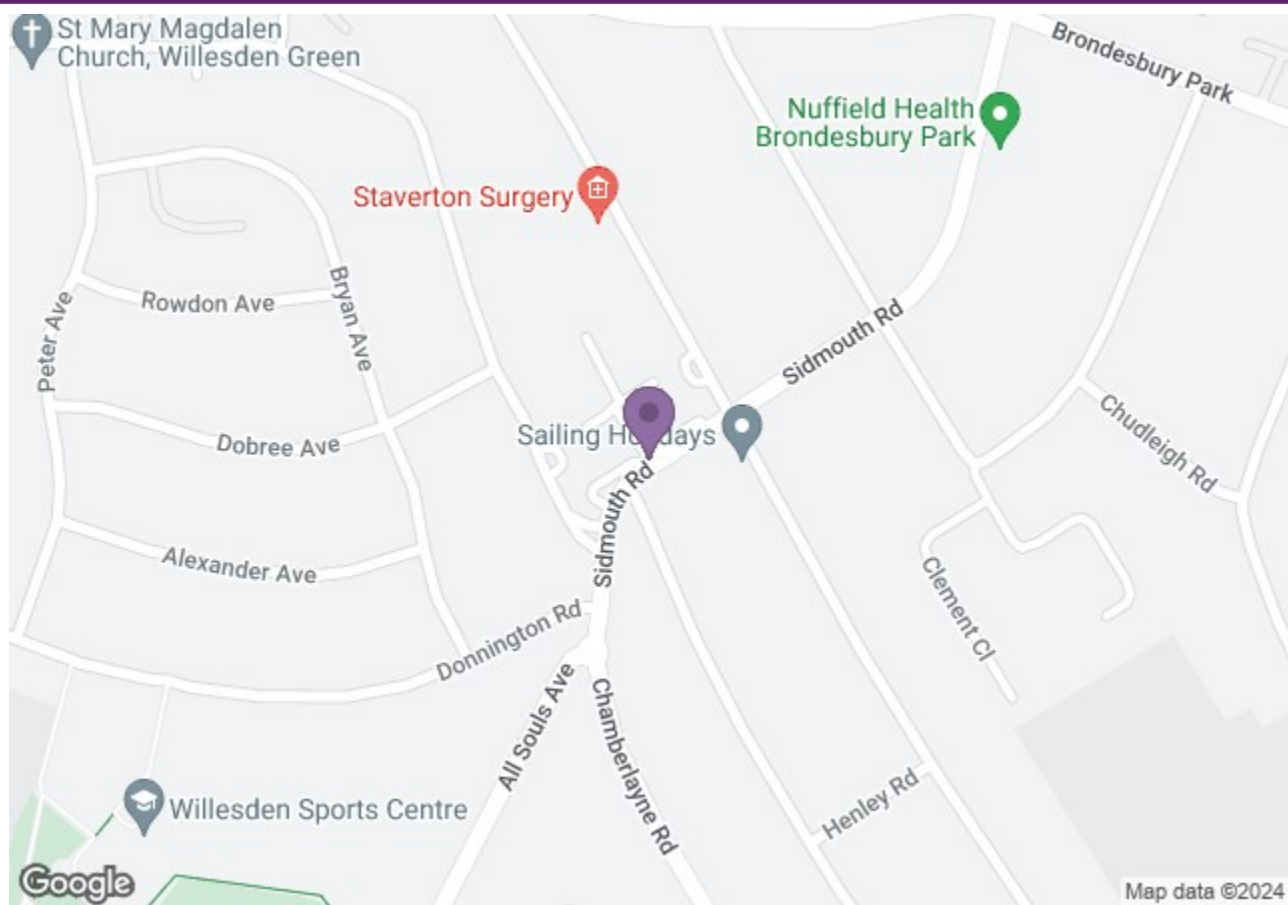 St Mary Magdalen
Church, Willesden Green
Brondesbury Park
Nuffield Health
Brondesbury Park
Staverton Surgery
Rowdon Ave
Bryan Ave
Peter Ave
Sidmouth Rd
Dobree Ave
Sailing Holidays
Chudleigh Rd
Sidmouth Rd
Alexander Ave
Clement Cl
Donnington Rd
All Souls Ave
Chamberlayne Rd
Henley Rd
Willesden Sports Centre
Google
Map data ©2024